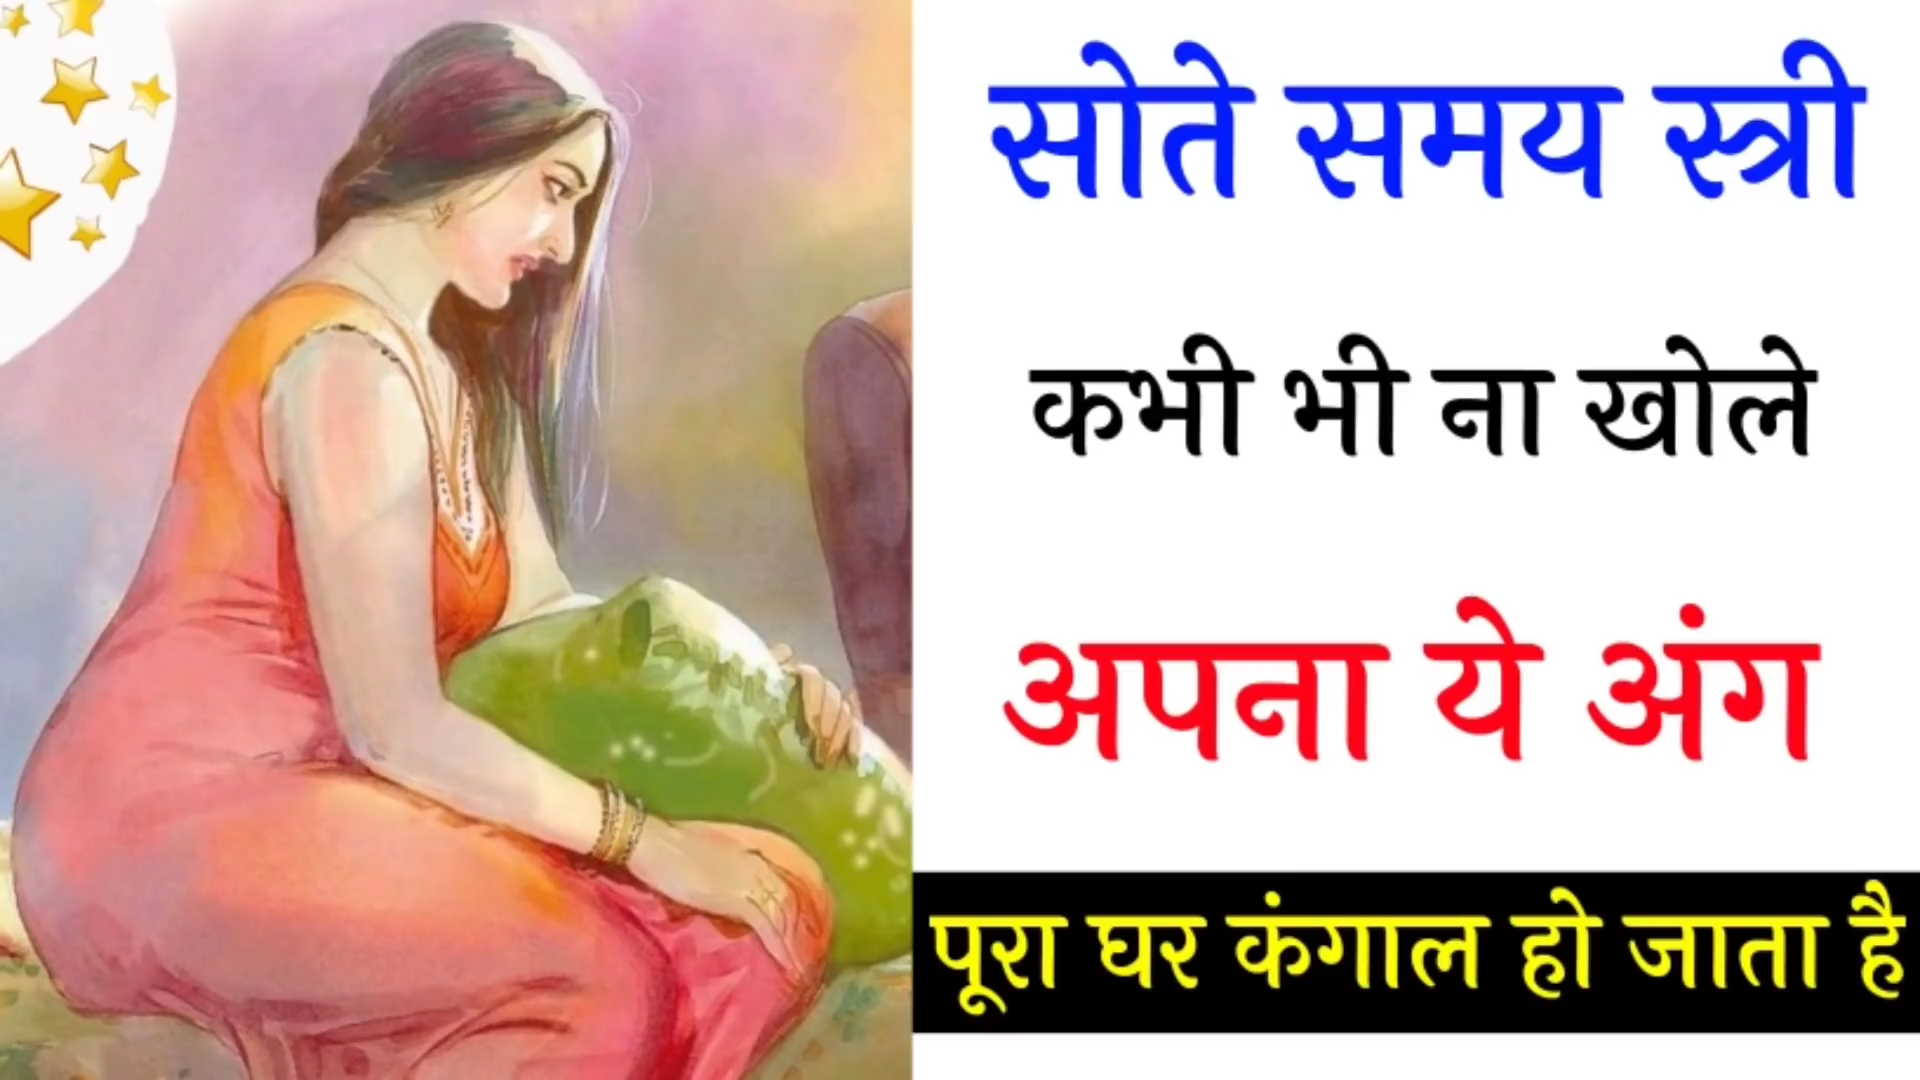 सोते समय स्त्री
कभी भी ना खोले
अपना ये अंग
पूरा घर कंगाल हो जाता है